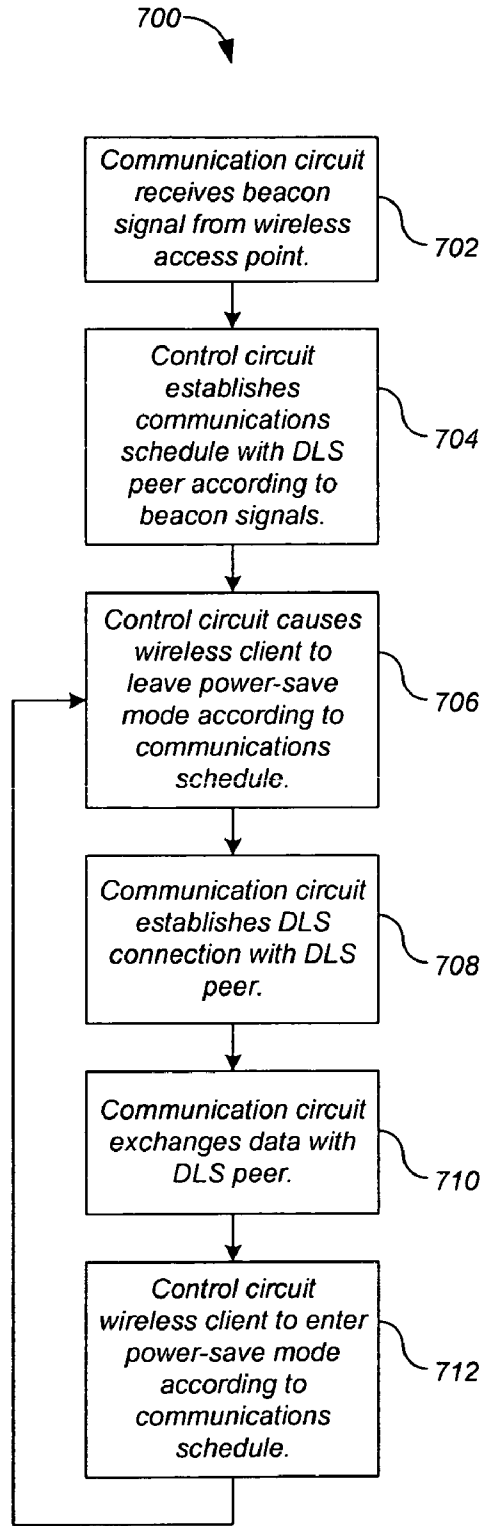 700
Communication circuit
receives beacon
signal from wireless
access point.
702
Control circuit
establishes
communications
schedule with DLS
peer according to
beacon signals.
704
Control circuit causes
wireless client to
leave power-save
mode according to
communications
schedule.
706
Communication circuit
establishes DLS
connection with DLS
peer.
708
Communication circuit
exchanges data with
DLS peer.
710
Control circuit
wireless client to enter
power-save mode
according to
communications
schedule.
712